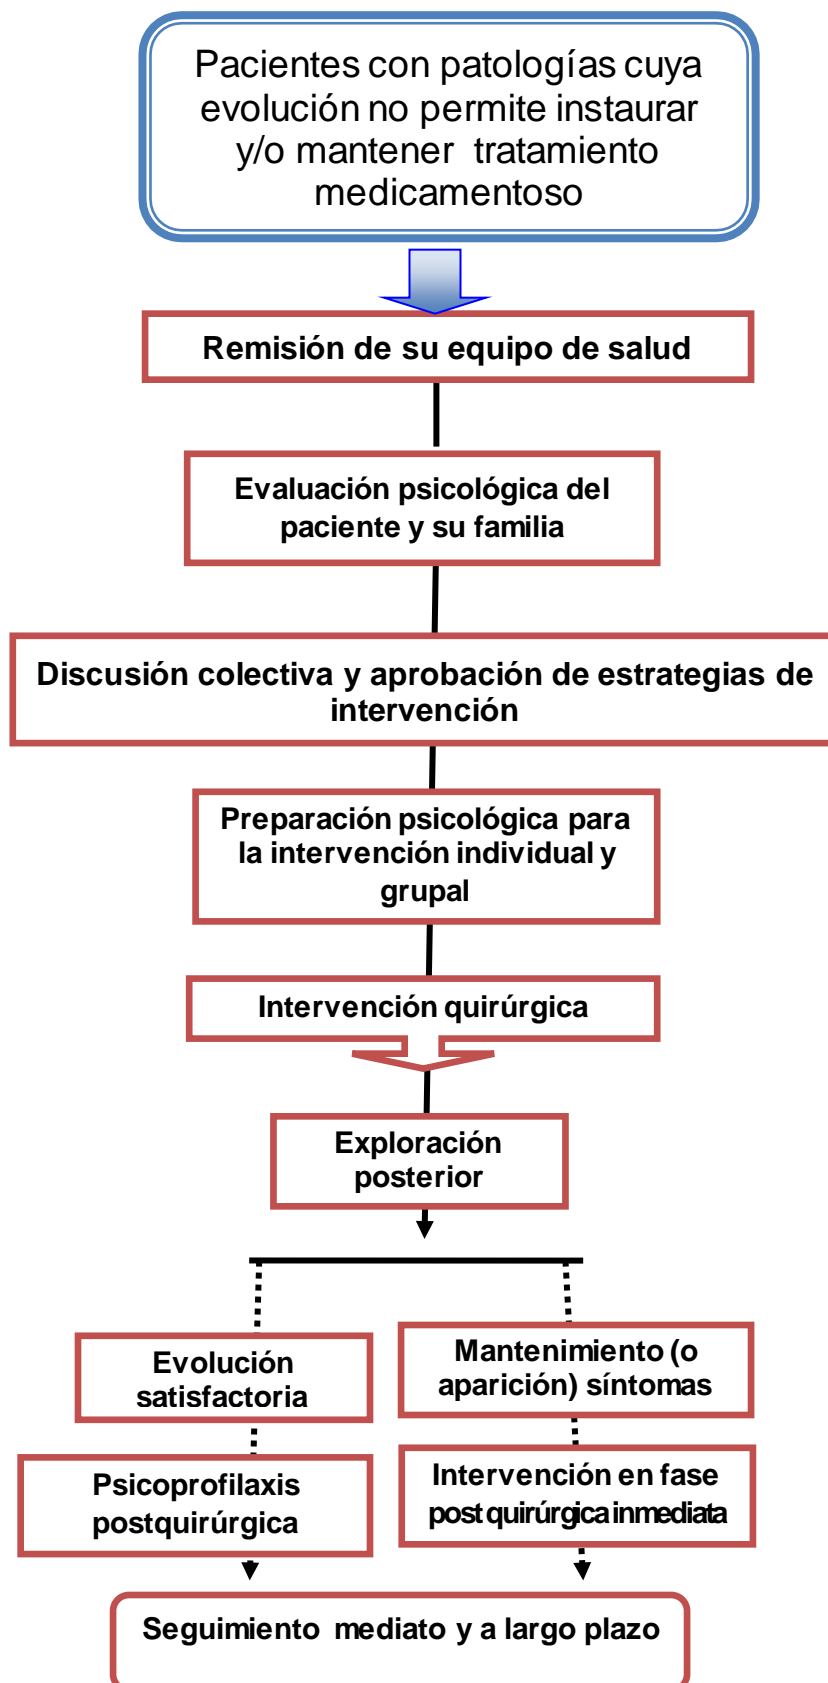 Pacientes con patologías cuya
evolución no permite instaurar
y/o mantener tratamiento
medicamentoso
Remisión de su equipo de salud
Evaluación psicológica del
paciente y su familia
Discusión colectiva y aprobación de estrategias de
intervención
Preparación psicológica para
la intervención individual y
grupal
Intervención quirúrgica
Exploración
posterior
Evolución
satisfactoria
Mantenimiento (o
aparición) síntomas
Psicoprofilaxis
postquirúrgica
Intervención en fase
post quirúrgica inmediata
Seguimiento mediato y a largo plazo